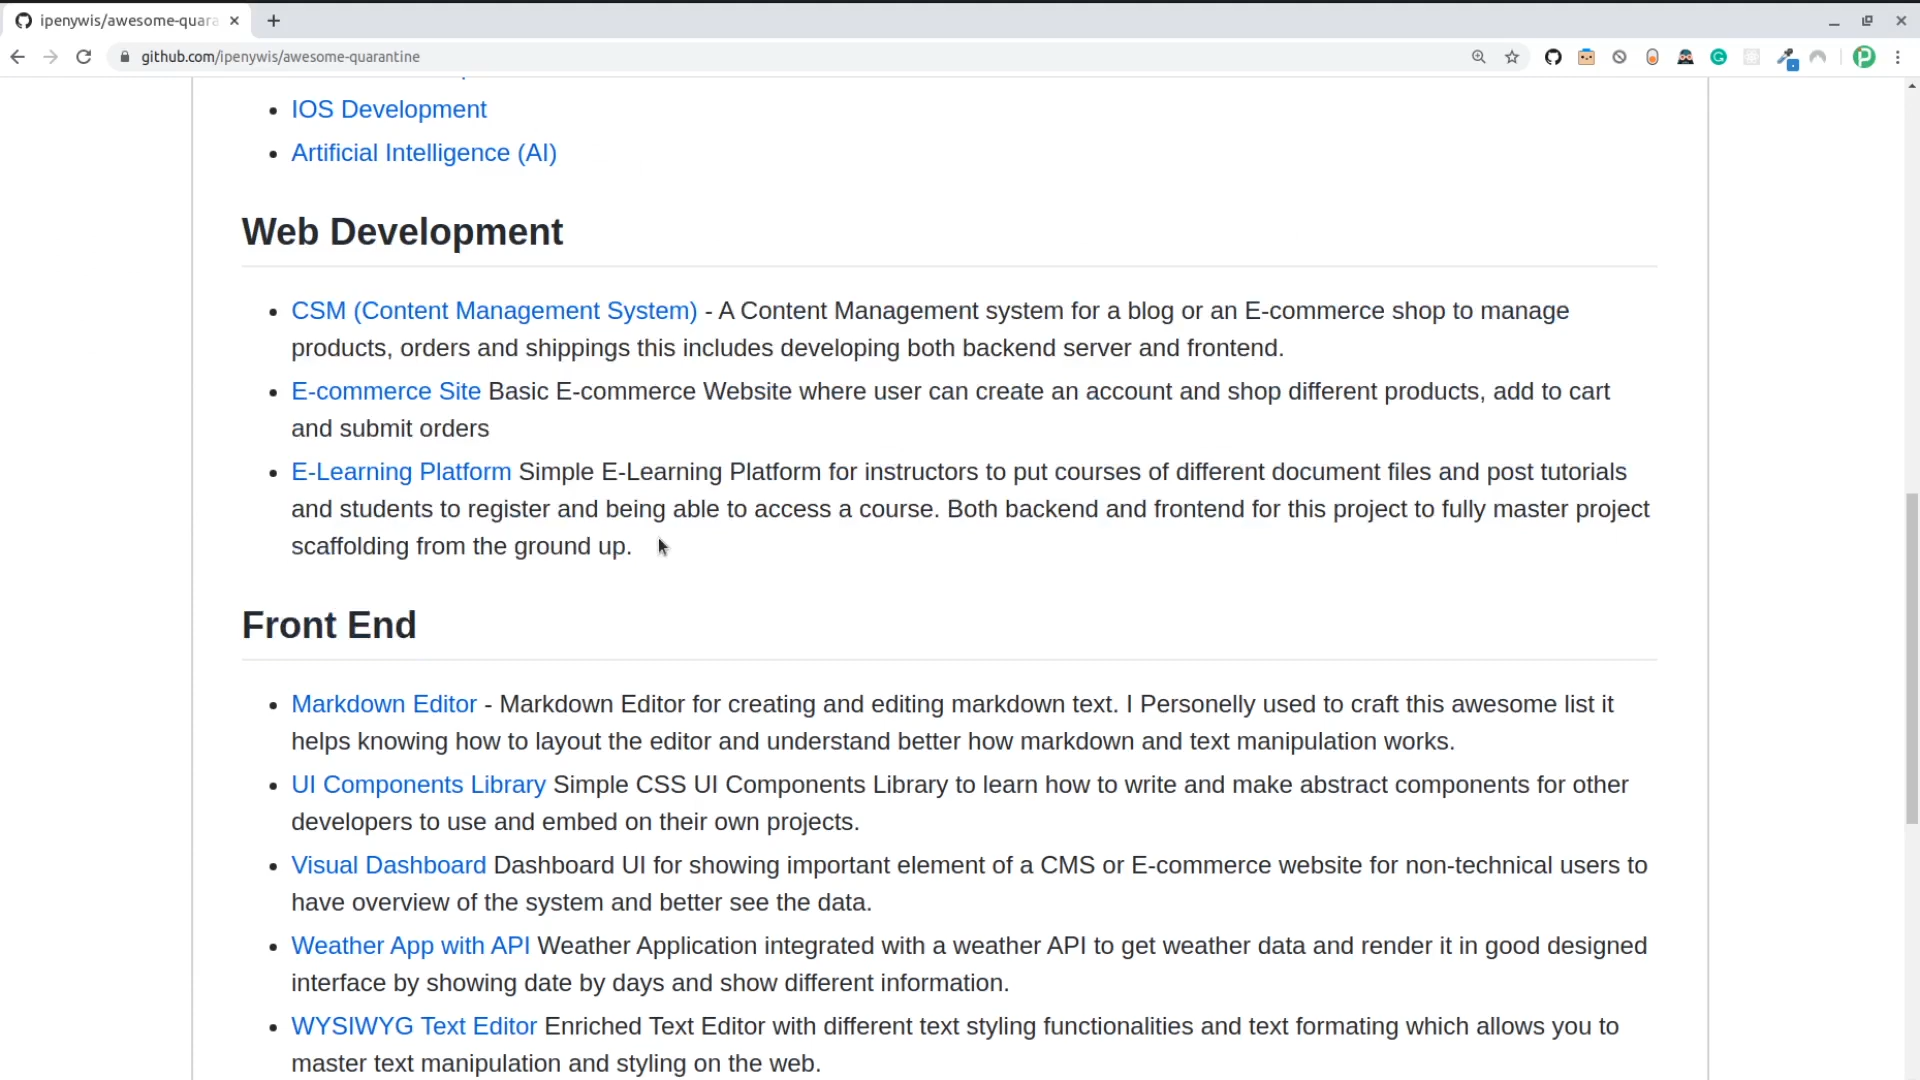 ipenywis/awesome-quara
github.com/ipenywis/awesome-quarantine
IOS Development
Artificial Intelligence (AI)
Web Development
CSM (Content Management System) - A Content Management system for a blog or an E-commerce shop to manage
products, orders and shippings this includes developing both backend server and frontend.
E-commerce Site Basic E-commerce Website where user can create an account and shop different products, add to cart
and submit orders
E-Learning Platform Simple E-Learning Platform for instructors to put courses of different document files and post tutorials
and students to register and being able to access a course. Both backend and frontend for this project to fully master project
scaffolding from the ground up.
Front End
Markdown Editor - Markdown Editor for creating and editing markdown text. I Personelly used to craft this awesome list it
helps knowing how to layout the editor and understand better how markdown and text manipulation works.
UI Components Library Simple CSS UI Components Library to learn how to write and make abstract components for other
developers to use and embed on their own projects.
Visual Dashboard Dashboard UI for showing important element of a CMS or E-commerce website for non-technical users to
have overview of the system and better see the data.
Weather App with API Weather Application integrated with a weather API to get weather data and render it in good designed
interface by showing date by days and show different information.
WYSIWYG Text Editor Enriched Text Editor with different text styling functionalities and text formating which allows you to
master text manipulation and styling on the web.